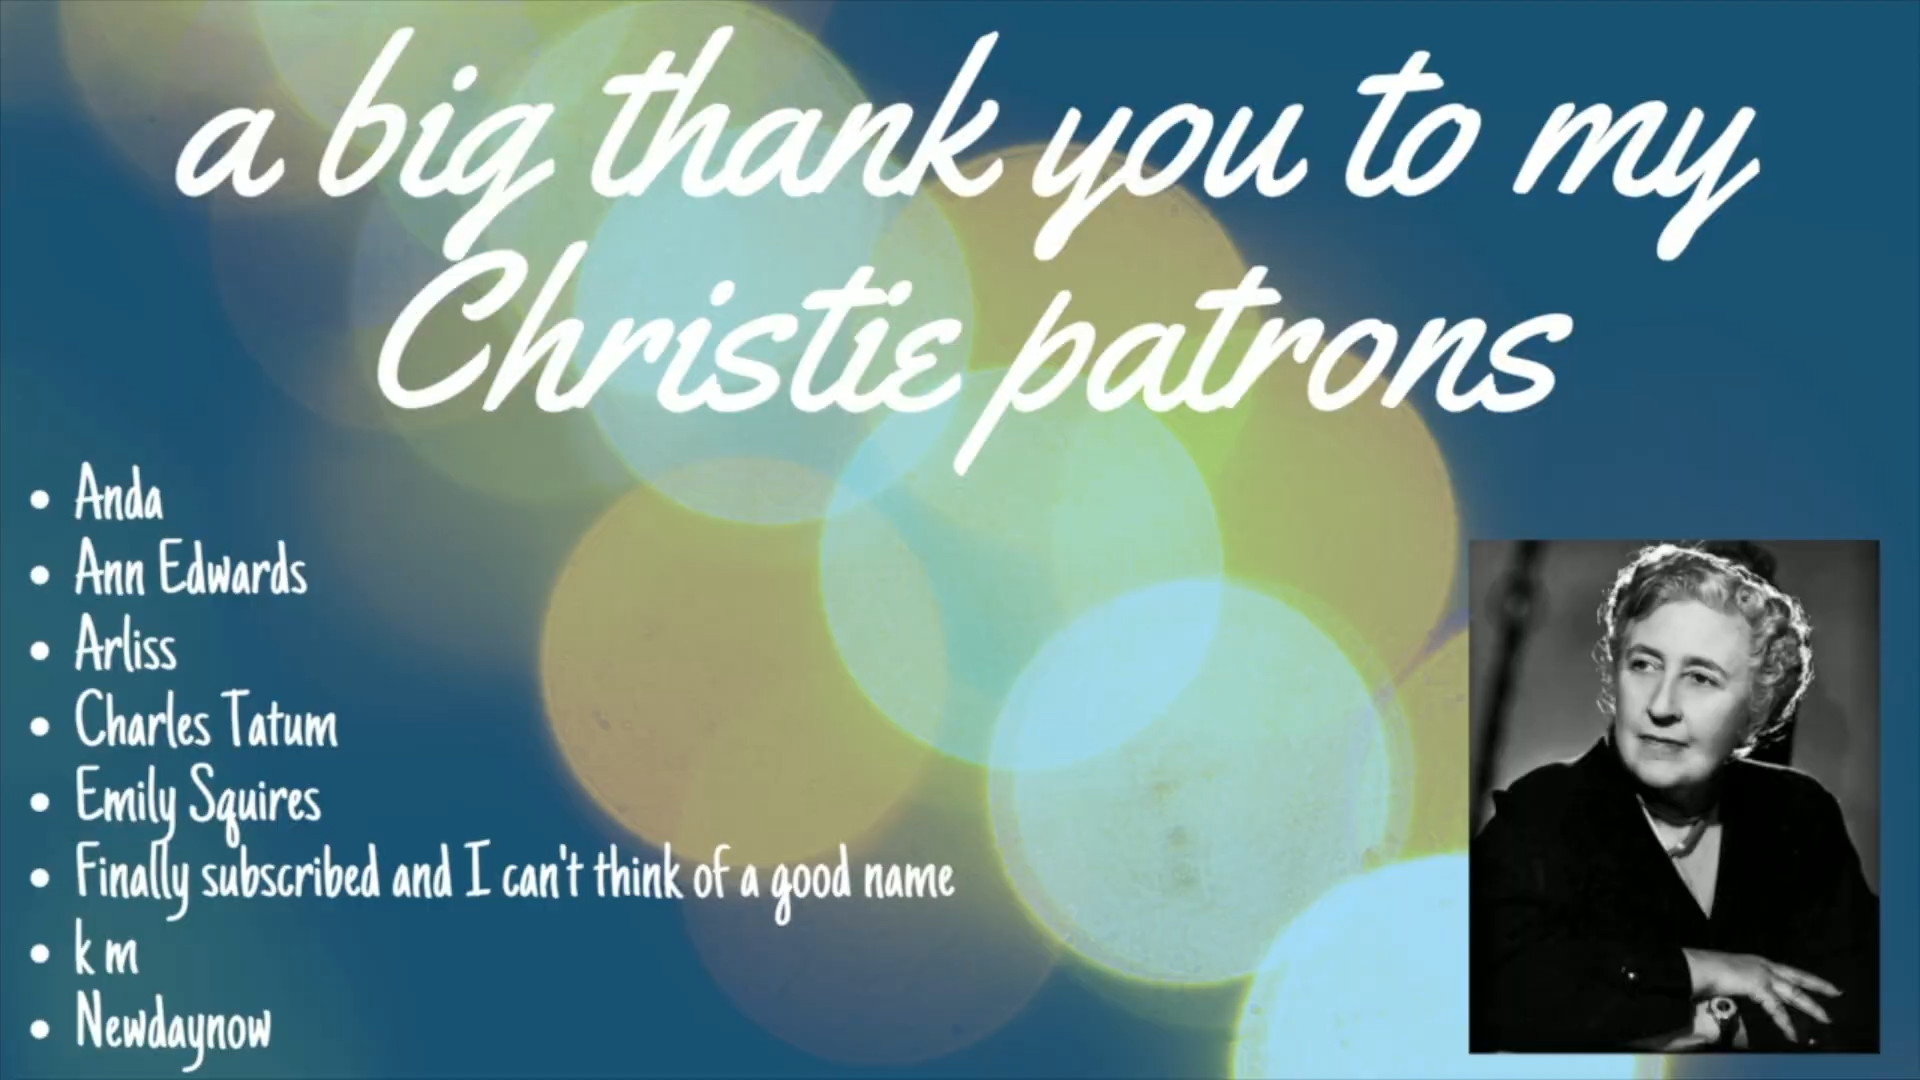 a big thank you to my
Christie patrons
• Anda
• Ann Edwards
• Arliss
• Charles Tatum
• Emily Squires
• Finally subscribed and I can't think of a good name
• k m
• Newdaynow